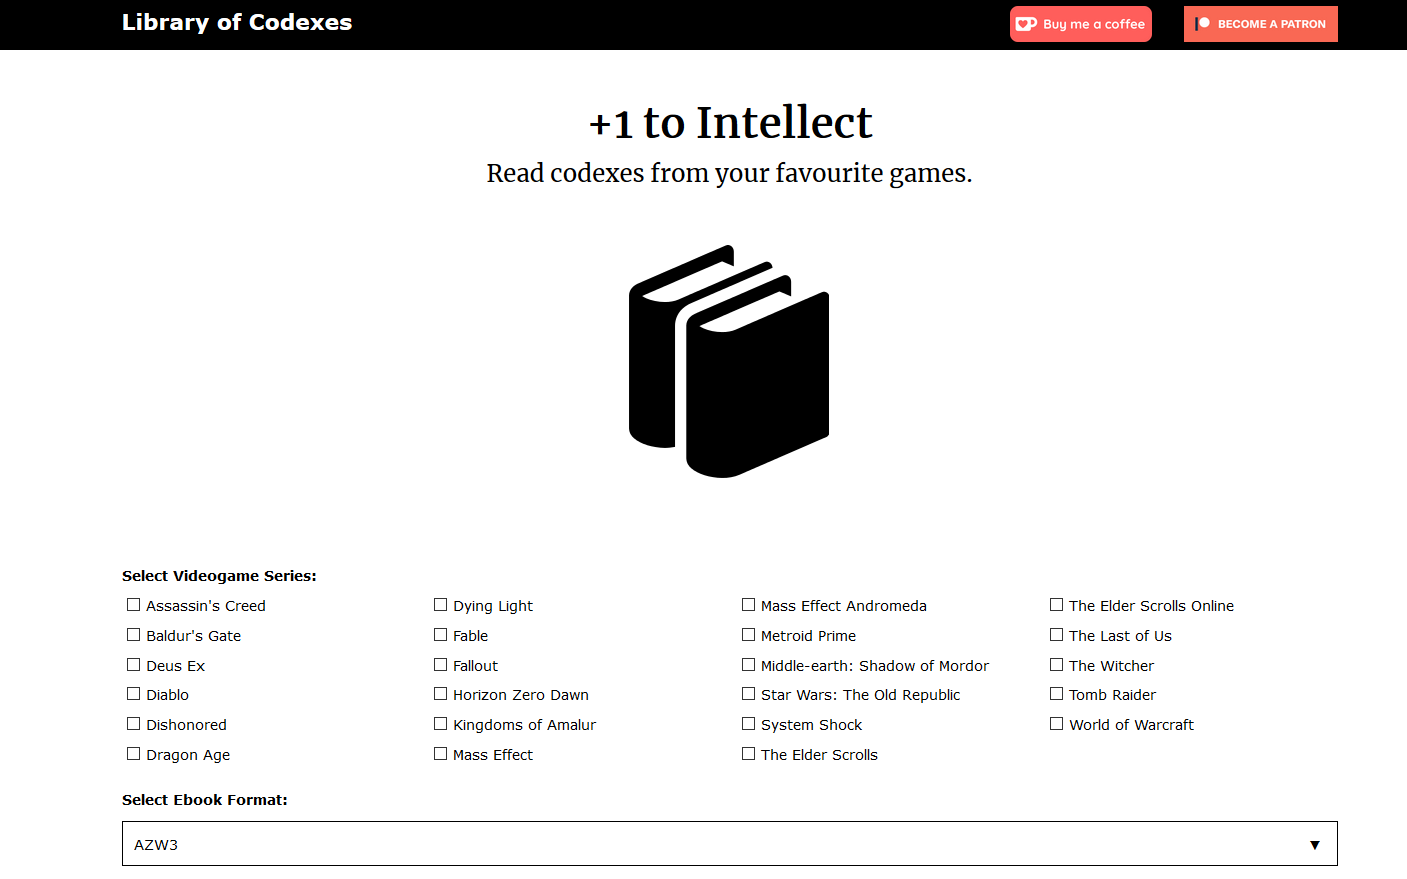 Library of Codexes
Buy me a coffee
BECOME A PATRON
+1 to Intellect
Read codexes from your favourite games.
Select Videogame Series:
Assassin's Creed
Baldur's Gate
Deus Ex
Diablo
Dishonored
Dragon Age
Dying Light
Fable
Fallout
Horizon Zero Dawn
Kingdoms of Amalur
Mass Effect
Mass Effect Andromeda
Metroid Prime
Middle-earth: Shadow of Mordor
Star Wars: The Old Republic
System Shock
The Elder Scrolls
The Elder Scrolls Online
The Last of Us
The Witcher
Tomb Raider
World of Warcraft
Select Ebook Format:
AZW3